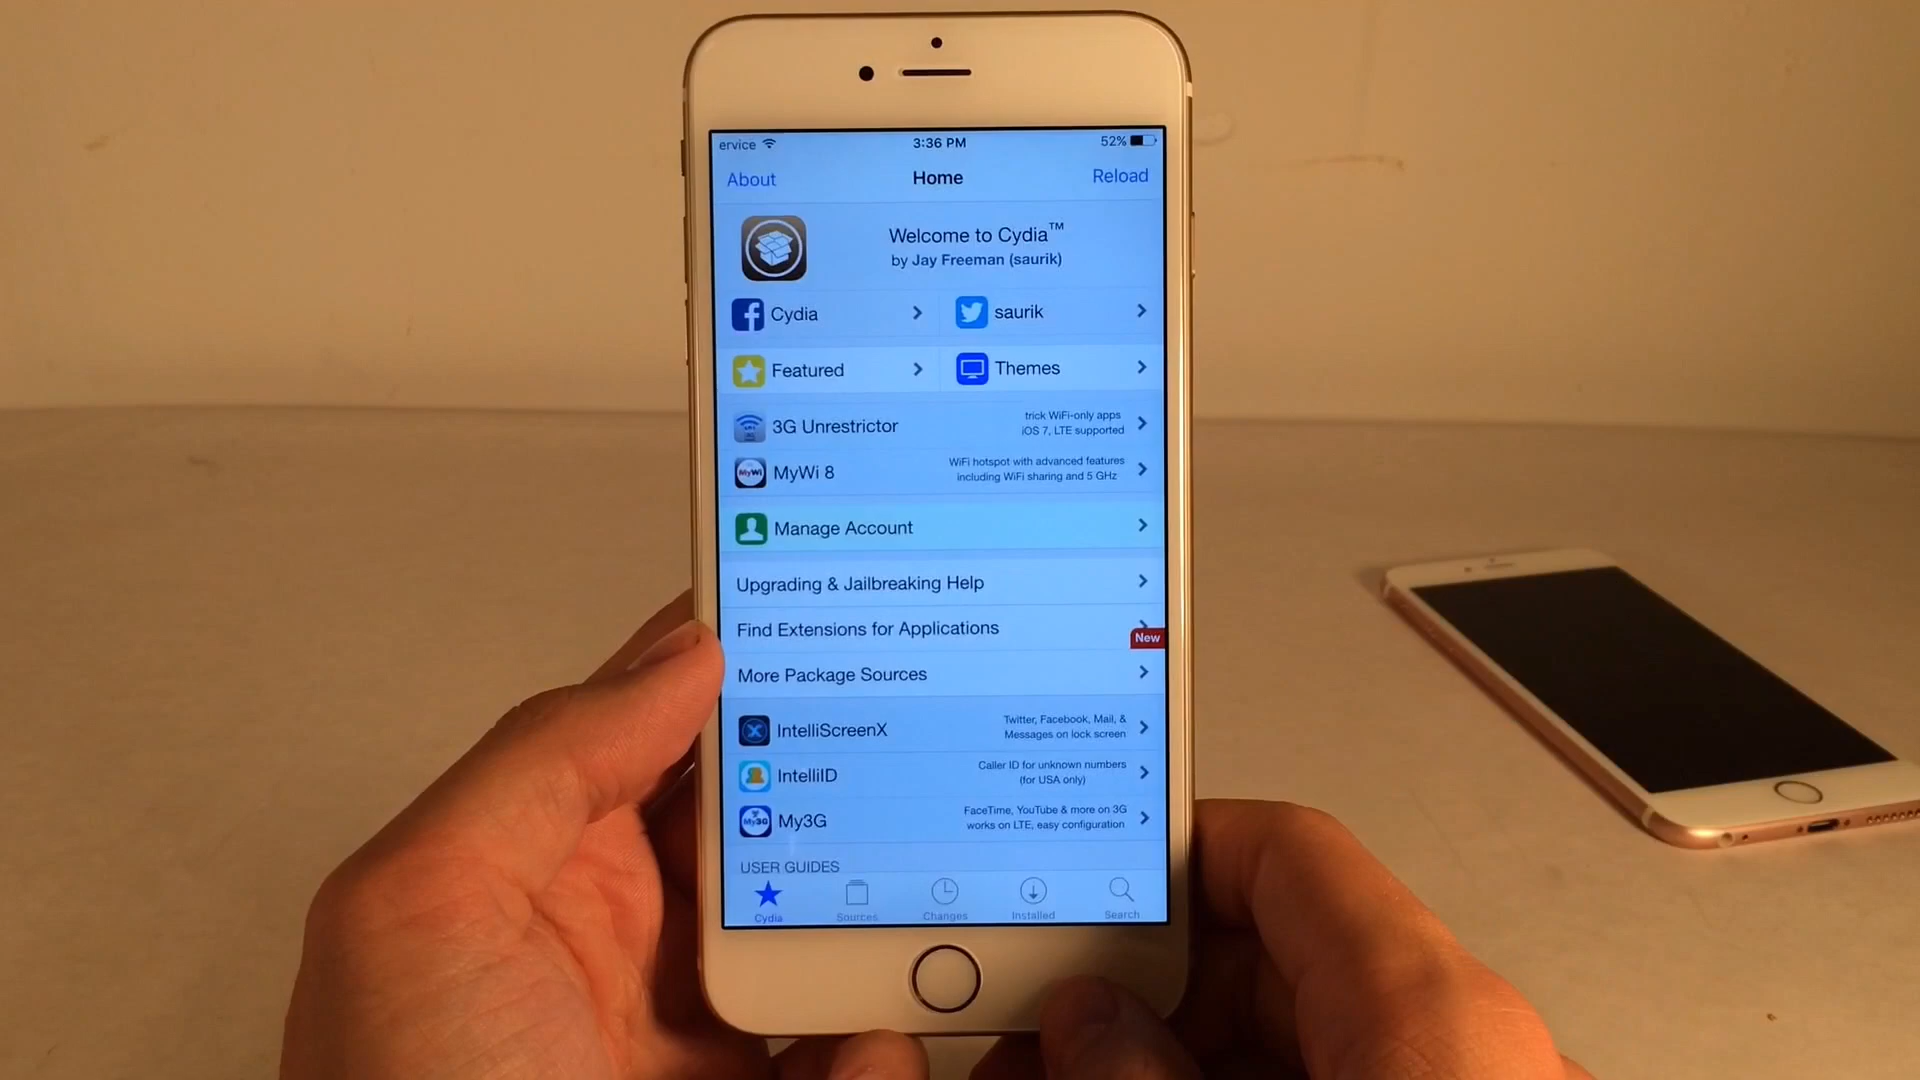 ervice 3:36 PM 52%
About Home Reload
Welcome to Cydia™
by Jay Freeman (saurik)
Cydia saurik
Featured Themes
3G Unrestrictor
trick WiFi-only apps
iOS 7, LTE supported
MyWi
MyWi 8
WiFi hotspot with advanced features
including WiFi sharing and 5 GHz
Manage Account
Upgrading & Jailbreaking Help
Find Extensions for Applications
New
More Package Sources
IntelliScreenX
Twitter, Facebook, Mail, &
Messages on lock screen
IntelliID
Caller ID for unknown numbers
(for USA only)
My3G
My3G
FaceTime, YouTube & more on 3G
works on LTE, easy configuration
USER GUIDES
Cydia Sources Changes Installed Search